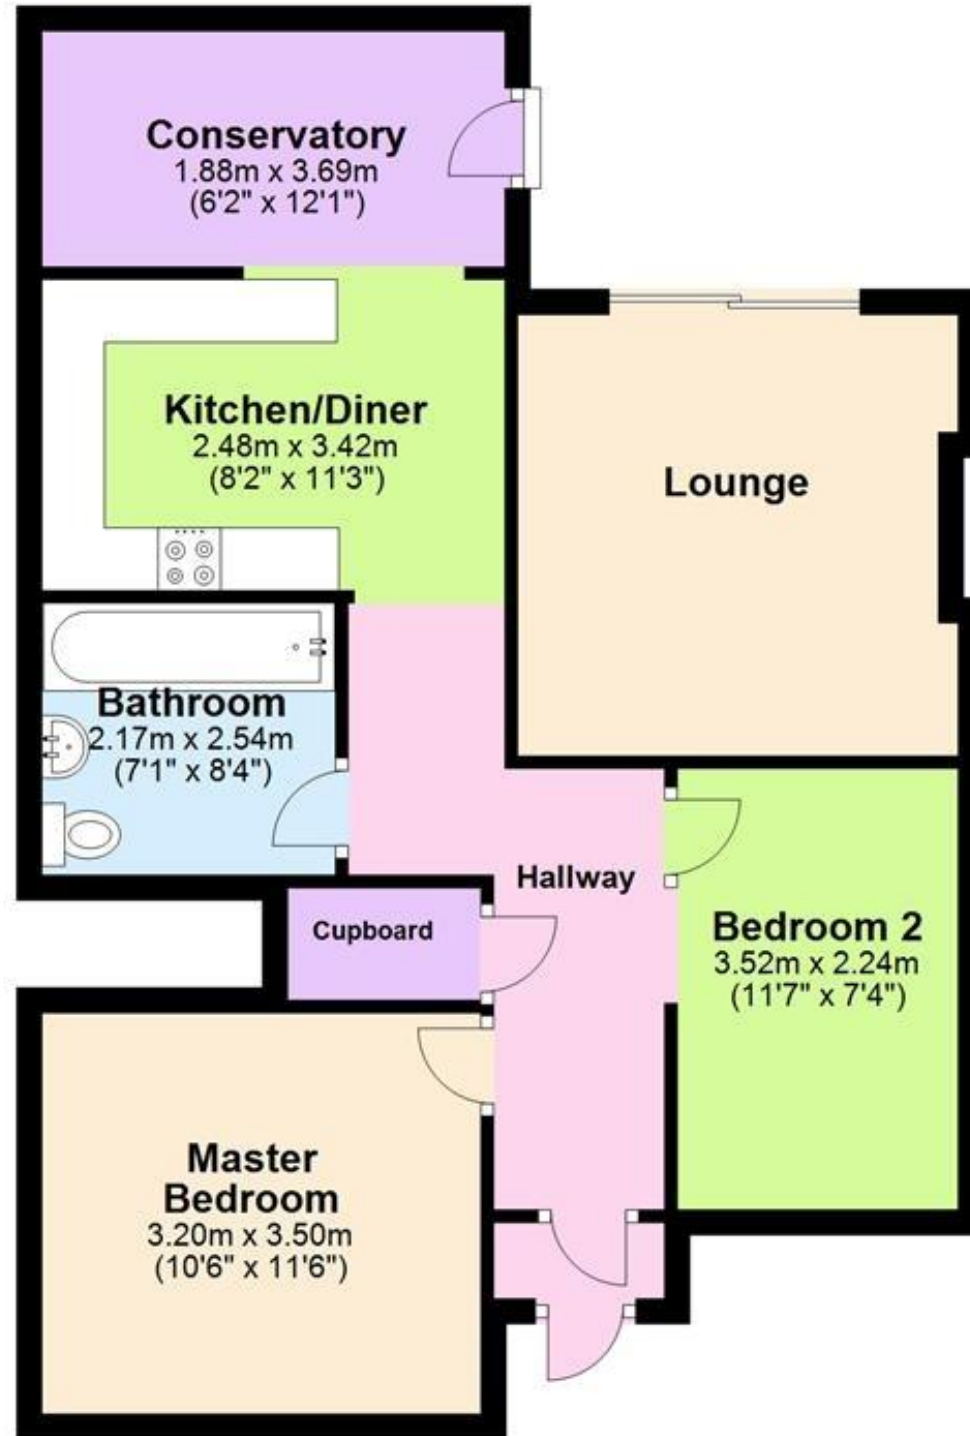 Conservatory
1.88m x 3.69m
(6'2" x 12'1")
Kitchen/Diner
2.48m x 3.42m
(8'2" x 11'3")
Lounge
Bathroom
2.17m x 2.54m
(7'1" x 8'4")
Hallway
Cupboard
Bedroom 2
3.52m x 2.24m
(11'7" x 7'4")
Master
Bedroom
3.20m x 3.50m
(10'6" x 11'6")